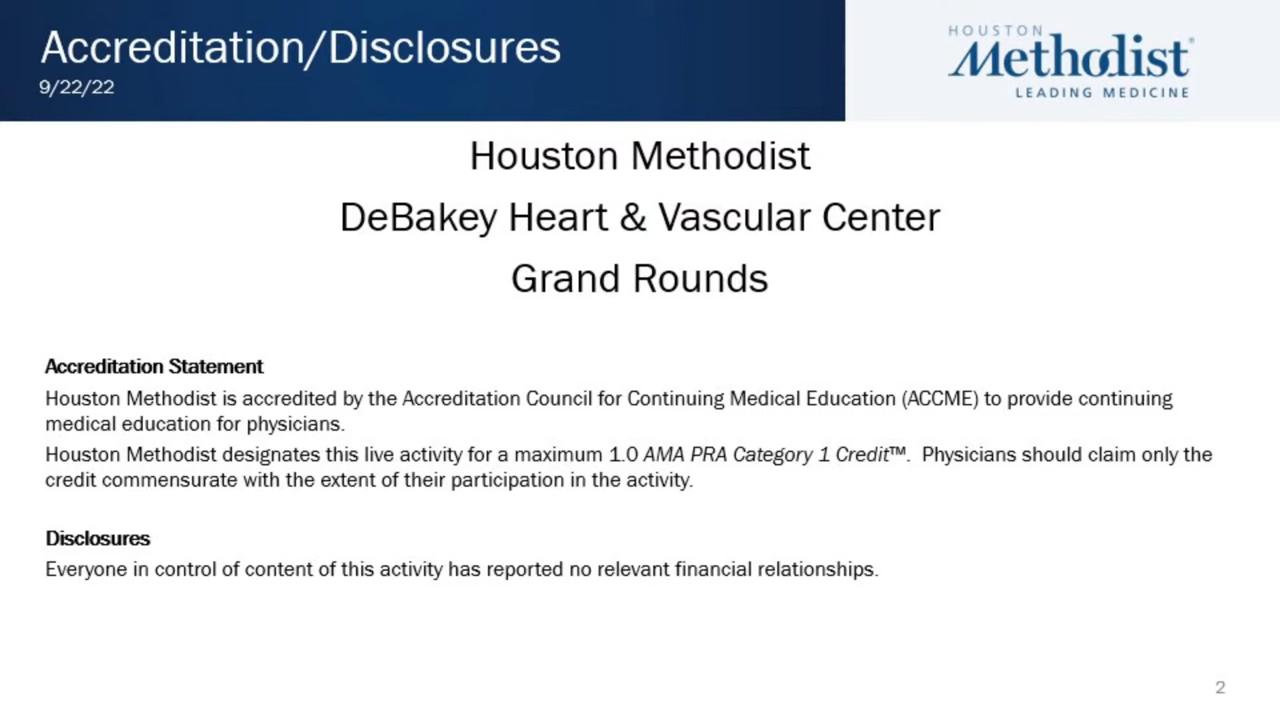 Accreditation/Disclosures
9/22/22
HOUSTON
Methodist®
LEADING MEDICINE
Houston Methodist
DeBakey Heart & Vascular Center
Grand Rounds
Accreditation Statement
Houston Methodist is accredited by the Accreditation Council for Continuing Medical Education (ACCME) to provide continuing
medical education for physicians.
Houston Methodist designates this live activity for a maximum 1.0 AMA PRA Category 1 Credit™.  Physicians should claim only the
credit commensurate with the extent of their participation in the activity.
Disclosures
Everyone in control of content of this activity has reported no relevant financial relationships.
2